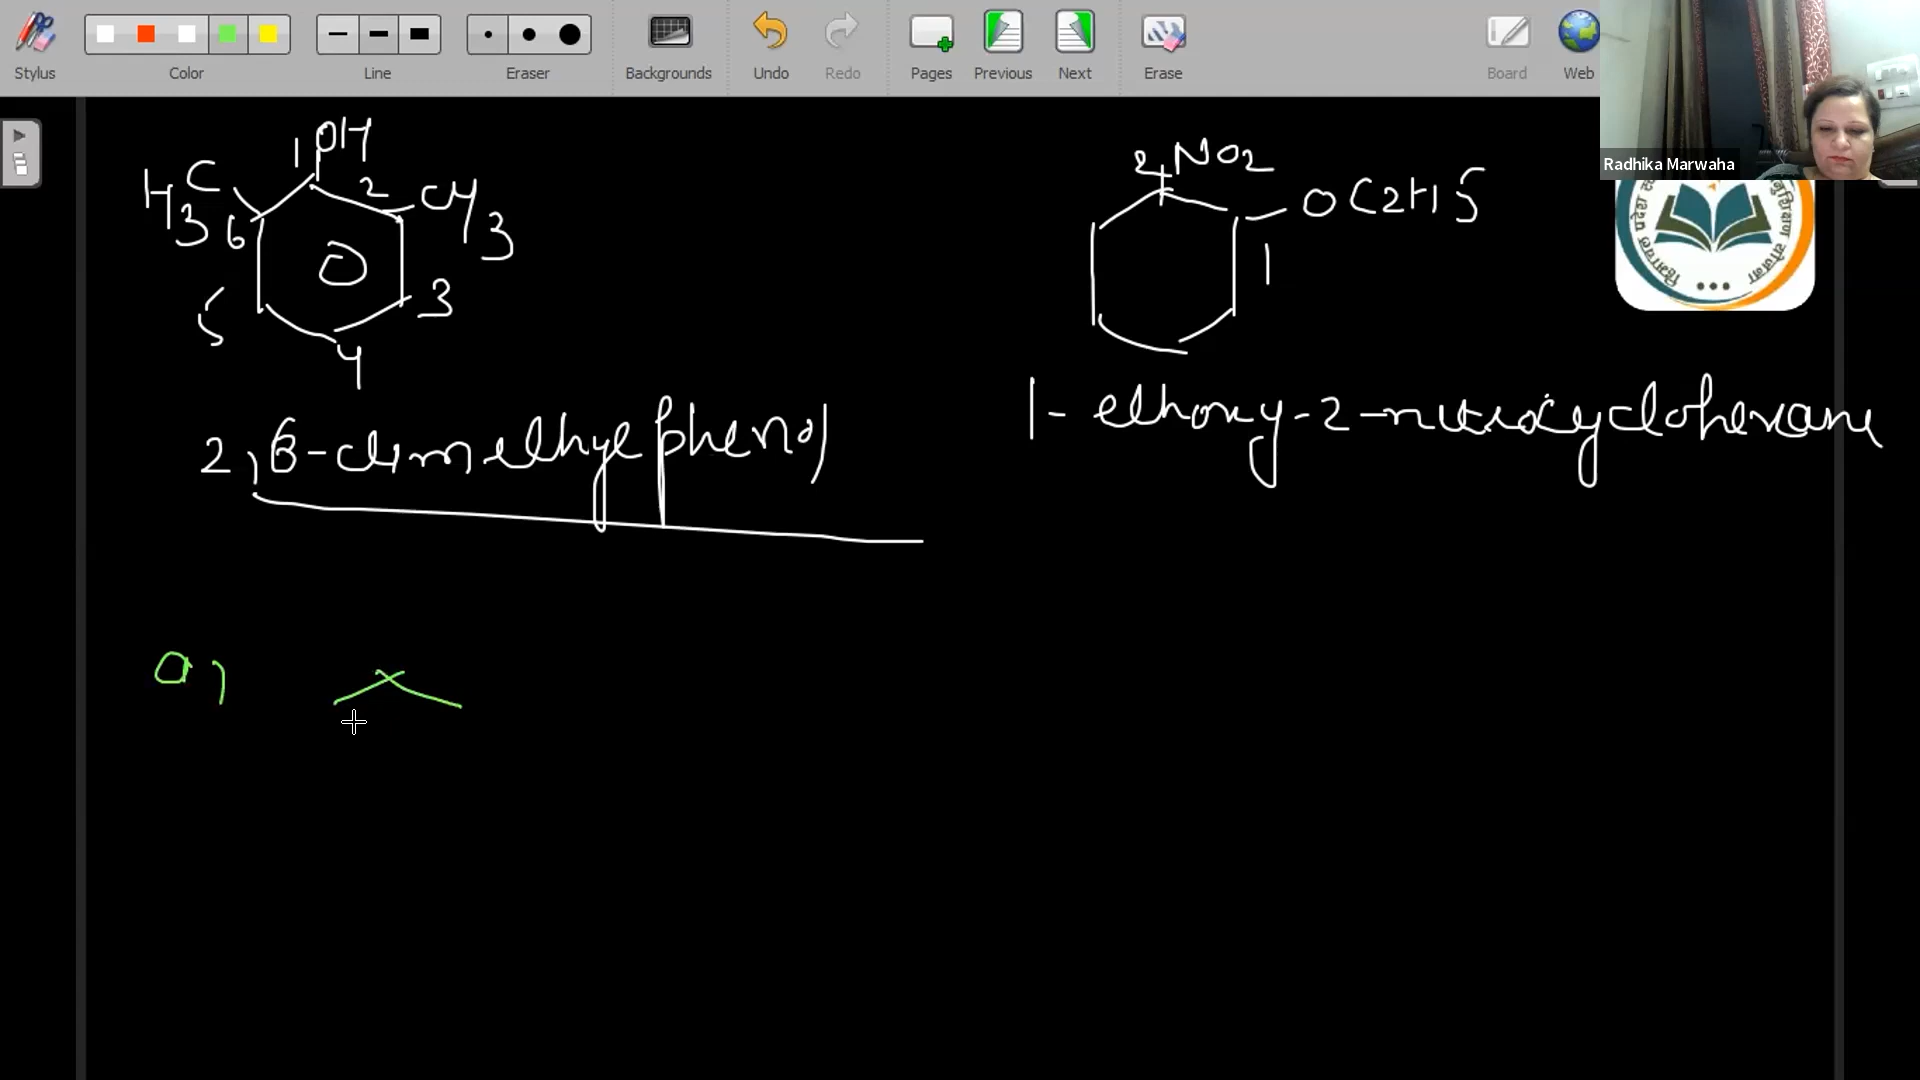 Stylus Color Line Eraser Backgrounds Undo Redo Pages Previous Next Erase Board Web
Radhika Marwaha
1 OH
H3C 6 2 CH3
5 3
4
2,6-dimethyl phenol
2 NO2
OC2H5
1
1-ethoxy-2-nitrocyclohexane
Q,